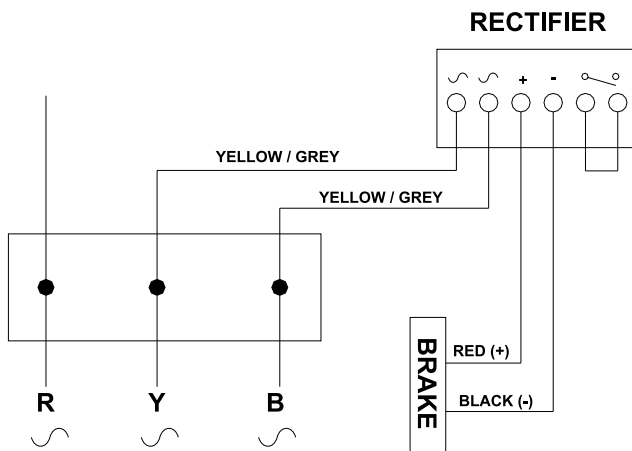 RECTIFIER
+ -
YELLOW / GREY
YELLOW / GREY
BRAKE
RED (+)
BLACK (-)
R Y B